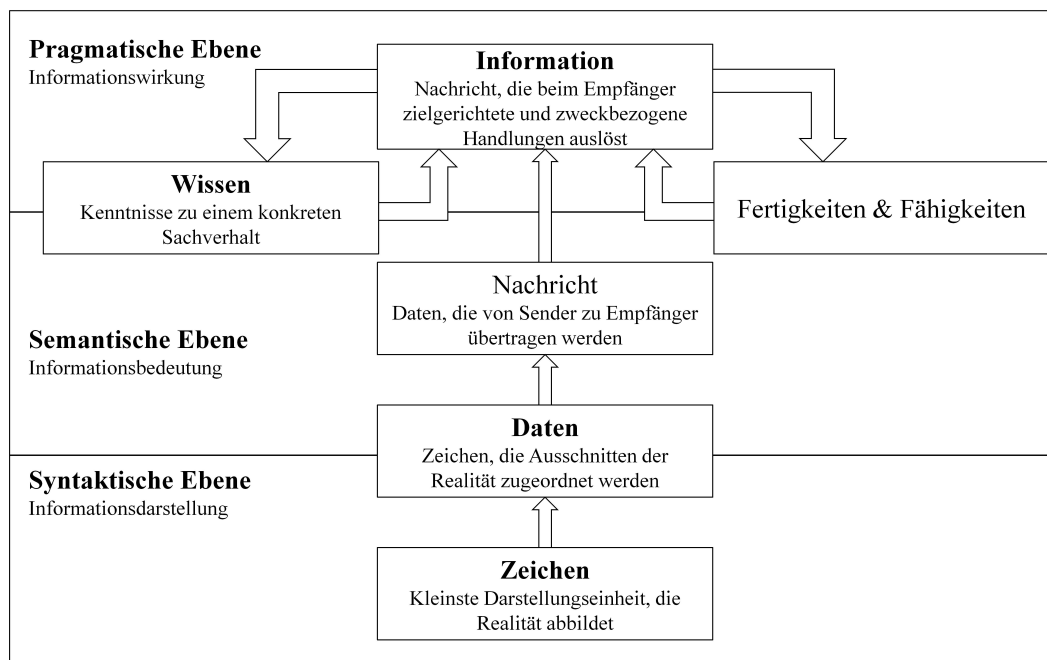 Pragmatische Ebene
Informationswirkung
Information
Nachricht, die beim Empfänger
zielgerichtete und zweckbezogene
Handlungen auslöst
Wissen
Kenntnisse zu einem konkreten
Sachverhalt
Fertigkeiten & Fähigkeiten
Nachricht
Daten, die von Sender zu Empfänger
übertragen werden
Semantische Ebene
Informationsbedeutung
Daten
Zeichen, die Ausschnitten der
Realität zugeordnet werden
Syntaktische Ebene
Informationsdarstellung
Zeichen
Kleinste Darstellungseinheit, die
Realität abbildet